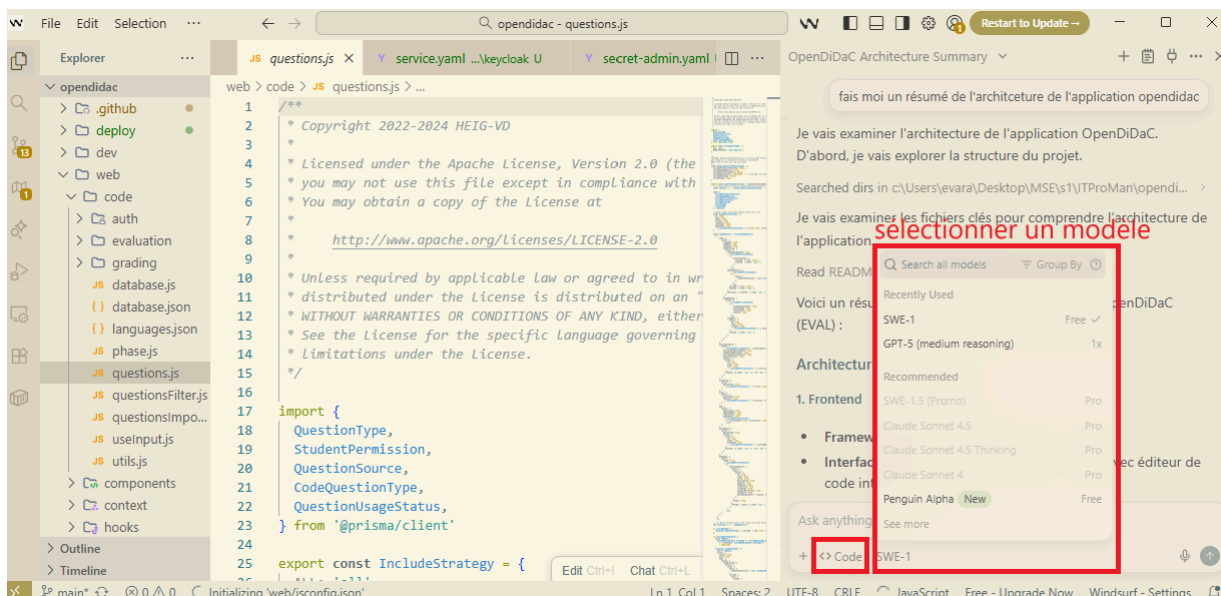 File Edit Selection ··· opendidac - questions.js Restart to Update →
Explorer ···
opendidac
.github
deploy
dev
web
code
auth
evaluation
grading
JS database.js
{ } database.json
{ } languages.json
JS phase.js
JS questions.js
JS questionsFilter.js
JS questionsImpo...
JS useInput.js
JS utils.js
components
context
hooks
Outline
Timeline
13
1
JS questions.js × Y service.yaml ...\keycloak U Y secret-admin.yaml ···
web > code > JS questions.js > ...
1 /**
2 * Copyright 2022-2024 HEIG-VD
3 *
4 * Licensed under the Apache License, Version 2.0 (the
5 * you may not use this file except in compliance with
6 * You may obtain a copy of the License at
7 *
8 * http://www.apache.org/licenses/LICENSE-2.0
9 *
10 * Unless required by applicable law or agreed to in wr
11 * distributed under the License is distributed on an "
12 * WITHOUT WARRANTIES OR CONDITIONS OF ANY KIND, either
13 * See the License for the specific language governing
14 * limitations under the License.
15 */
16
17 import {
18 QuestionType,
19 StudentPermission,
20 QuestionSource,
21 CodeQuestionType,
22 QuestionUsageStatus,
23 } from '@prisma/client'
24
25 export const IncludeStrategy = {
Edit Ctrl+I Chat Ctrl+L
OpenDiDaC Architecture Summary
fais moi un résumé de l'architceture de l'application opendidac
Je vais examiner l'architecture de l'application OpenDiDaC.
D'abord, je vais explorer la structure du projet.
Searched dirs in c:\Users\evara\Desktop\MSE\s1\ITProMan\opendi...
Je vais examiner les fichiers clés pour comprendre l'architecture de
l'application.
sélectionner un modèle
Read README
Voici un résu
penDiDaC
(EVAL) :
Architectur
1. Frontend
• Framew
• Interfac
vec éditeur de
code int
Search all models Group By
Recently Used
SWE-1 Free ✓
GPT-5 (medium reasoning) 1x
Recommended
SWE-1.5 (Promo) Pro
Claude Sonnet 4.5 Pro
Claude Sonnet 4.5 Thinking Pro
Claude Sonnet 4 Pro
Penguin Alpha New Free
See more
Ask anything
+ <> Code SWE-1
main* 0 0 Initializing 'web/jsconfig.json' Ln 1, Col 1 Spaces: 2 UTF-8 CRLF JavaScript Free - Upgrade Now Windsurf - Settings